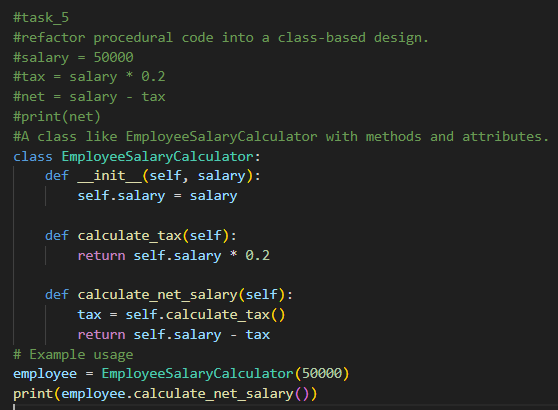 #task_5
#refactor procedural code into a class-based design.
#salary = 50000
#tax = salary * 0.2
#net = salary - tax
#print(net)
#A class like EmployeeSalaryCalculator with methods and attributes.
class EmployeeSalaryCalculator:
    def __init__(self, salary):
        self.salary = salary

    def calculate_tax(self):
        return self.salary * 0.2

    def calculate_net_salary(self):
        tax = self.calculate_tax()
        return self.salary - tax
# Example usage
employee = EmployeeSalaryCalculator(50000)
print(employee.calculate_net_salary())